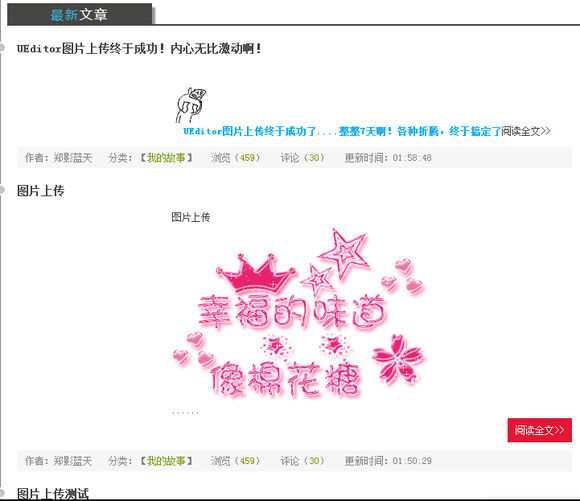 最新文章
UEditor图片上传终于成功！内心无比激动啊！
UEditor图片上传终于成功了....整整7天啊！各种折腾，终于搞定了阅读全文>>
作者：郑影蓝天 分类：【我的故事】 浏览（459） 评论（30） 更新时间：01:58:48
图片上传
图片上传
幸福的味道
像棉花糖
......
阅读全文>>
作者：郑影蓝天 分类：【我的故事】 浏览（459） 评论（30） 更新时间：01:50:29
图片上传测试